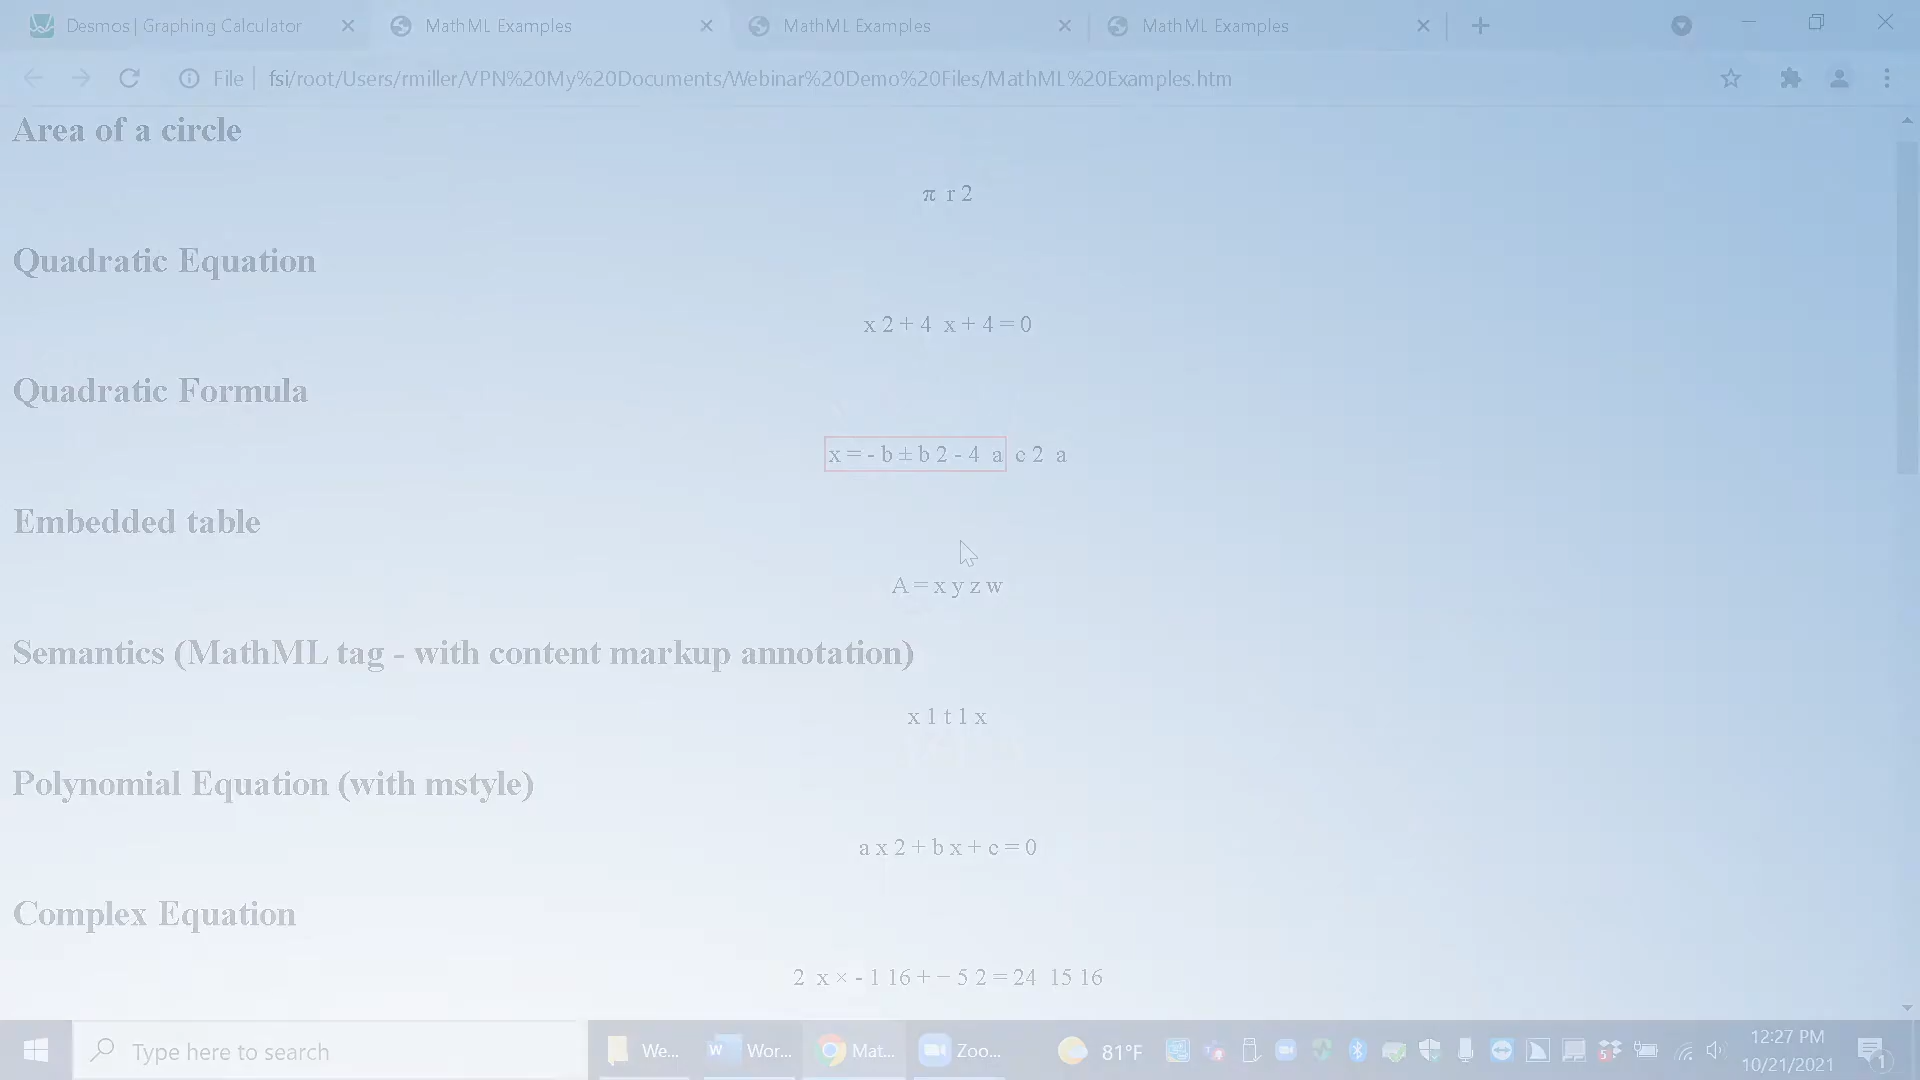 Desmos | Graphing Calculator
MathML Examples
MathML Examples
MathML Examples
File
fsi/root/Users/rmiller/VPN%20My%20Documents/Webinar%20Demo%20Files/MathML%20Examples.htm
Area of a circle
π r 2
Quadratic Equation
x 2 + 4 x + 4 = 0
Quadratic Formula
x = - b ± b 2 - 4 a c 2 a
Embedded table
A = x y z w
Semantics (MathML tag - with content markup annotation)
x 1 t 1 x
Polynomial Equation (with mstyle)
a x 2 + b x + c = 0
Complex Equation
2 x × - 1 16 + − 5 2 = 24 15 16
Type here to search
We...
Wor...
Mat...
Zoo...
81°F
12:27 PM
10/21/2021
1